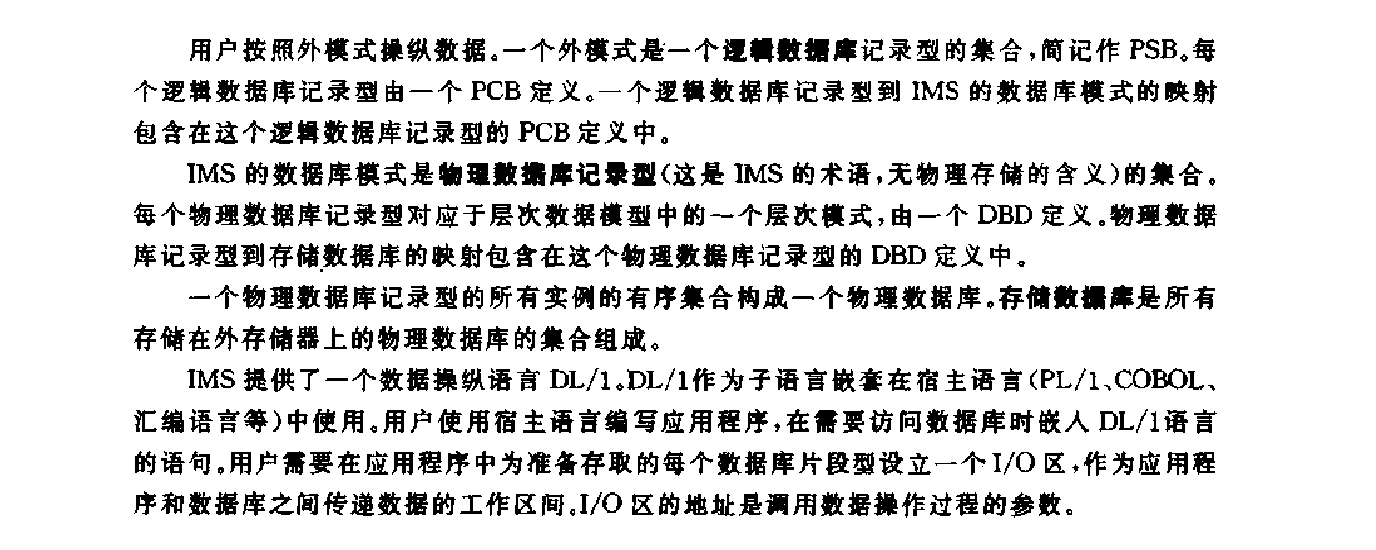 用户按照外模式操纵数据。一个外模式是一个逻辑数据库记录型的集合,简记作 PSB。每
个逻辑数据库记录型由一个 PCB 定义。一个逻辑数据库记录型到 IMS 的数据库模式的映射
包含在这个逻辑数据库记录型的 PCB 定义中。
IMS 的数据库模式是物理数据库记录型(这是 IMS 的术语,无物理存储的含义)的集合。
每个物理数据库记录型对应于层次数据模型中的一个层次模式,由一个 DBD 定义。物理数据
库记录型到存储数据库的映射包含在这个物理数据库记录型的 DBD 定义中。
一个物理数据库记录型的所有实例的有序集合构成一个物理数据库。存储数据库是所有
存储在外存储器上的物理数据库的集合组成。
IMS 提供了一个数据操纵语言 DL/1。DL/1作为子语言嵌套在宿主语言(PL/1、COBOL、
汇编语言等)中使用。用户使用宿主语言编写应用程序,在需要访问数据库时嵌人 DL/1语言
的语句。用户需要在应用程序中为准备存取的每个数据库片段型设立一个 I/O 区,作为应用程
序和数据库之间传递数据的工作区间。I/O 区的地址是调用数据操作过程的参数。